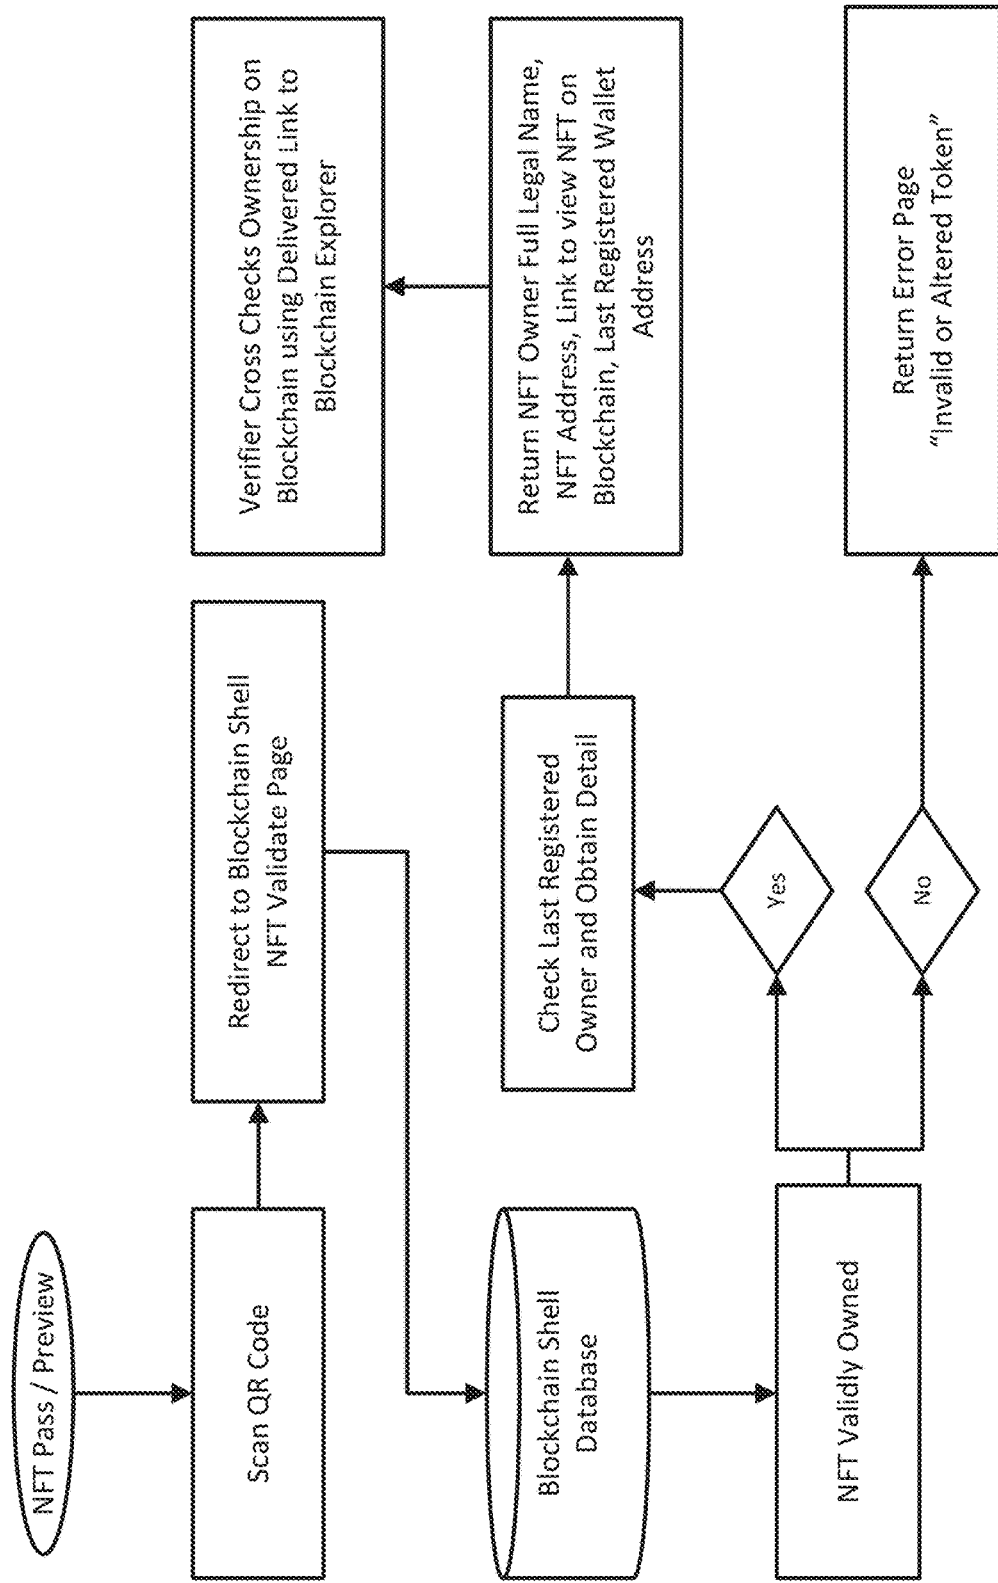 NFT Pass / Preview
Scan QR Code
Redirect to Blockchain Shell
NFT Validate Page
Blockchain Shell
Database
NFT Validly Owned
Yes
No
Check Last Registered
Owner and Obtain Detail
Return NFT Owner Full Legal Name,
NFT Address, Link to view NFT on
Blockchain, Last Registered Wallet
Address
Verifier Cross Checks Ownership on
Blockchain using Delivered Link to
Blockchain Explorer
Return Error Page
“Invalid or Altered Token”